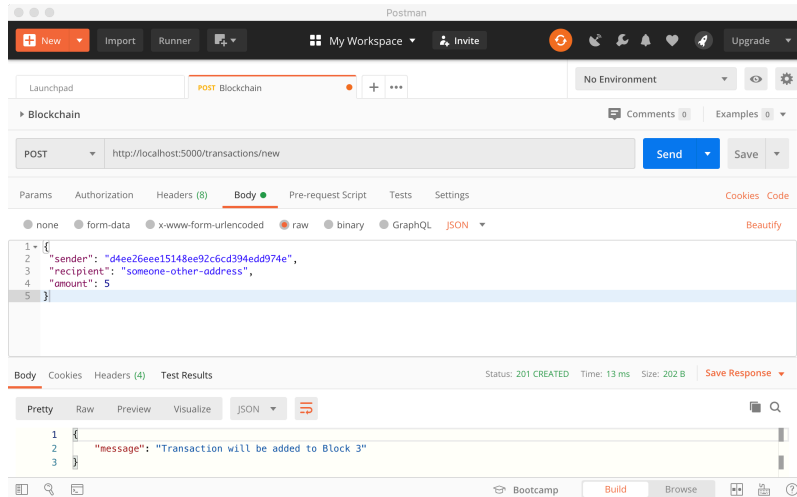 Postman
New Import Runner My Workspace Invite Upgrade
Launchpad POST Blockchain No Environment
Blockchain Comments 0 Examples 0
POST http://localhost:5000/transactions/new Send Save
Params Authorization Headers (8) Body Pre-request Script Tests Settings Cookies Code
none form-data x-www-form-urlencoded raw binary GraphQL JSON Beautify
1 {
2 "sender": "d4ee26eee15148ee92c6cd394edd974e",
3 "recipient": "someone-other-address",
4 "amount": 5
5 }
Body Cookies Headers (4) Test Results Status: 201 CREATED Time: 13 ms Size: 202 B Save Response
Pretty Raw Preview Visualize JSON
1 {
2 "message": "Transaction will be added to Block 3"
3 }
Bootcamp Build Browse